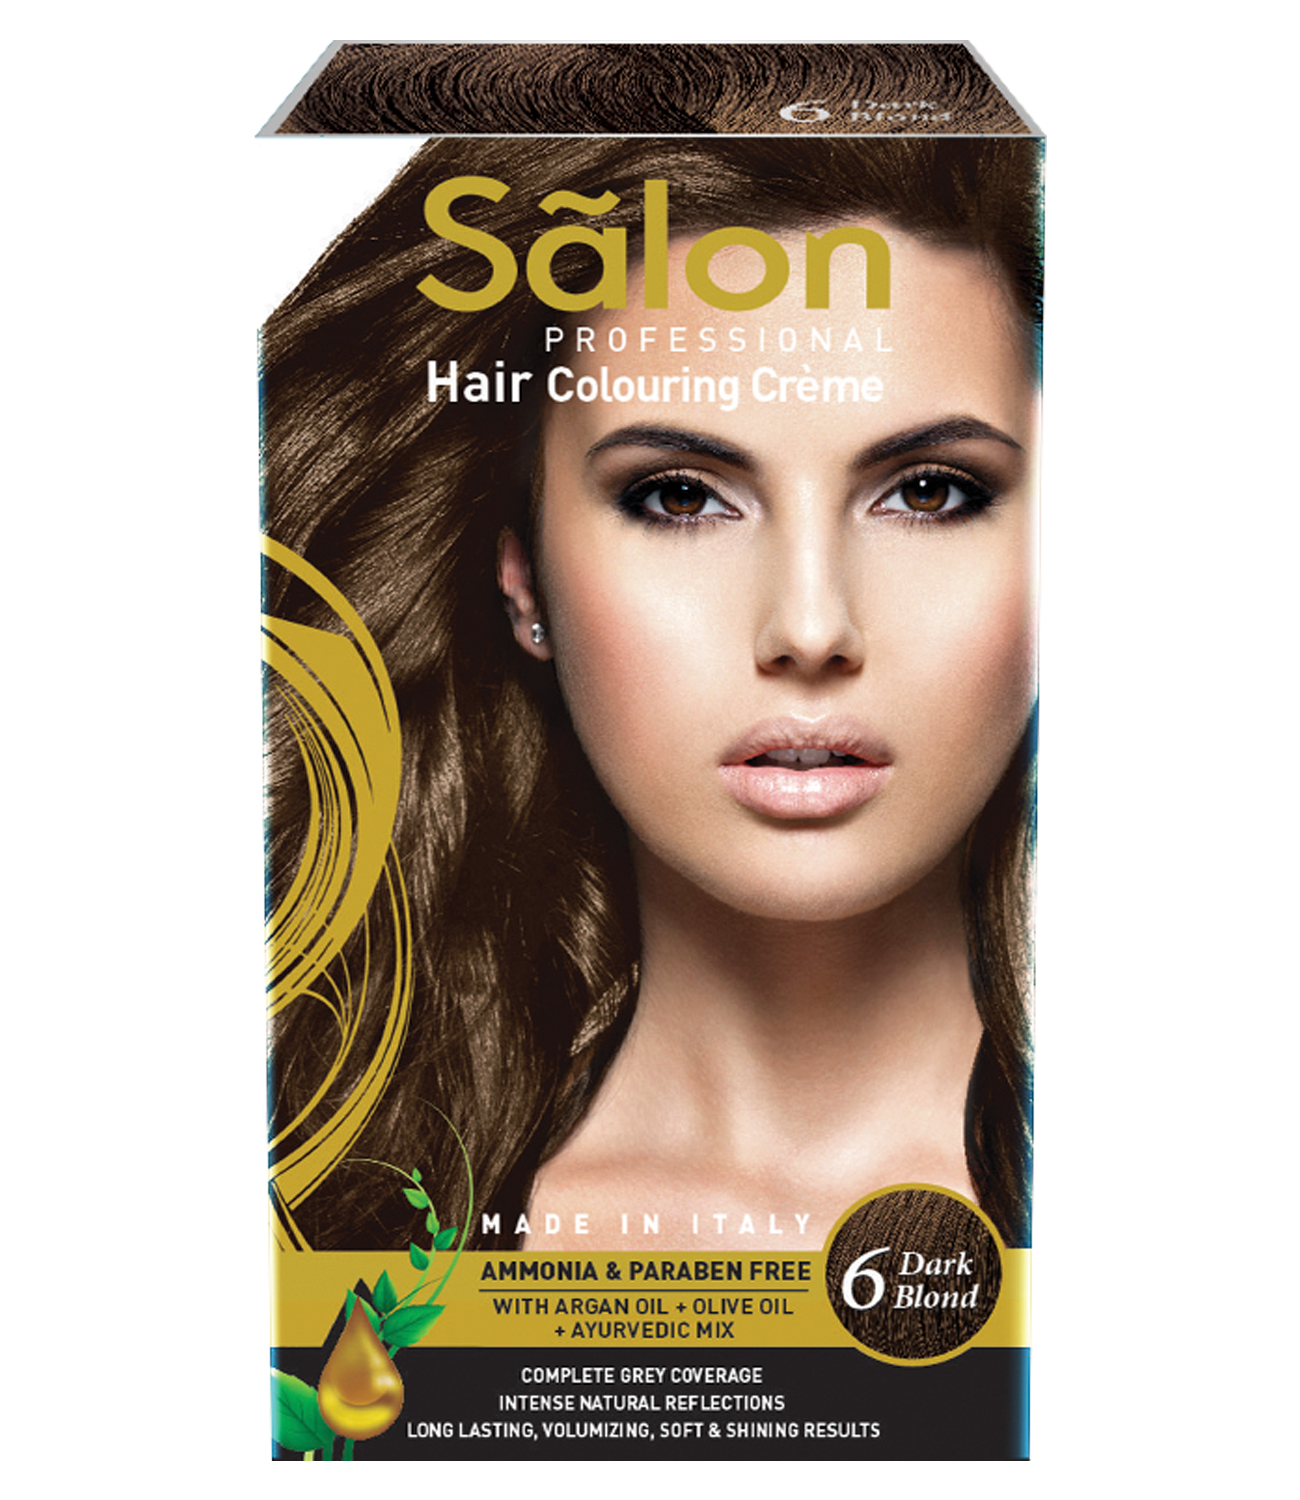 6 Dark
Blond
Sãlon
PROFESSIONAL
Hair Colouring Crème
MADE IN ITALY
AMMONIA & PARABEN FREE
WITH ARGAN OIL + OLIVE OIL
+ AYURVEDIC MIX
6 Dark
Blond
COMPLETE GREY COVERAGE
INTENSE NATURAL REFLECTIONS
LONG LASTING, VOLUMIZING, SOFT & SHINING RESULTS